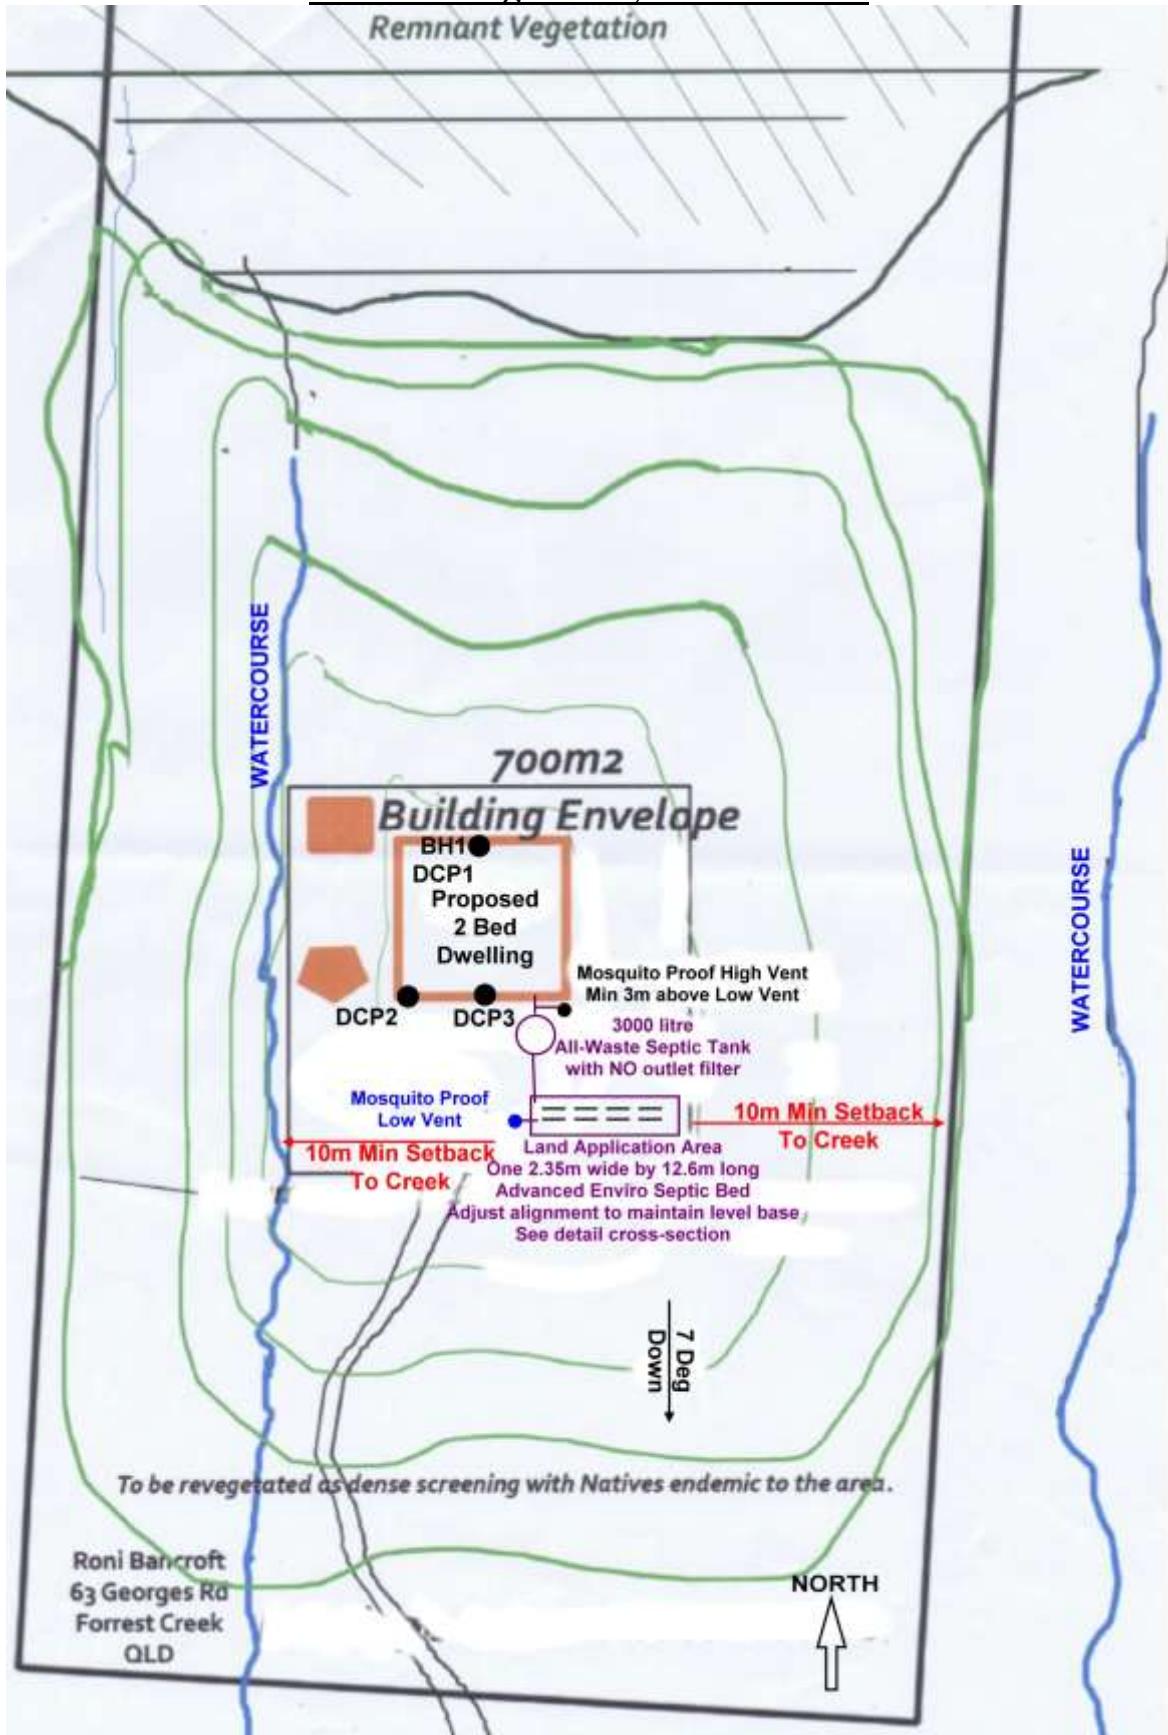 Remnant Vegetation
WATERCOURSE
700m2
Building Envelope
BH1
DCP1
Proposed
2 Bed
Dwelling
DCP2
DCP3
Mosquito Proof High Vent
Min 3m above Low Vent
3000 litre
All-Waste Septic Tank
with NO outlet filter
WATERCOURSE
Mosquito Proof
Low Vent
10m Min Setback
To Creek
10m Min Setback
To Creek
Land Application Area
One 2.35m wide by 12.6m long
Advanced Enviro Septic Bed
Adjust alignment to maintain level base
See detail cross-section
7 Deg
Down
To be revegetated as dense screening with Natives endemic to the area.
Roni Bancroft
63 Georges Rd
Forrest Creek
QLD
NORTH